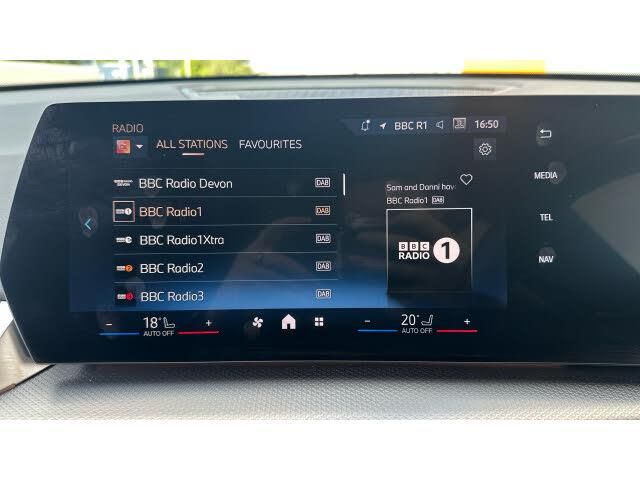 RADIO
BBC R1 16:50
ALL STATIONS FAVOURITES
BBC Radio Devon DAB
BBC Radio1 DAB
BBC Radio1Xtra DAB
BBC Radio2 DAB
BBC Radio3 DAB
Sam and Danni hav
BBC Radio1 DAB
BBC
RADIO 1
MEDIA
TEL
NAV
- 18° +
AUTO OFF
- 20° +
AUTO OFF